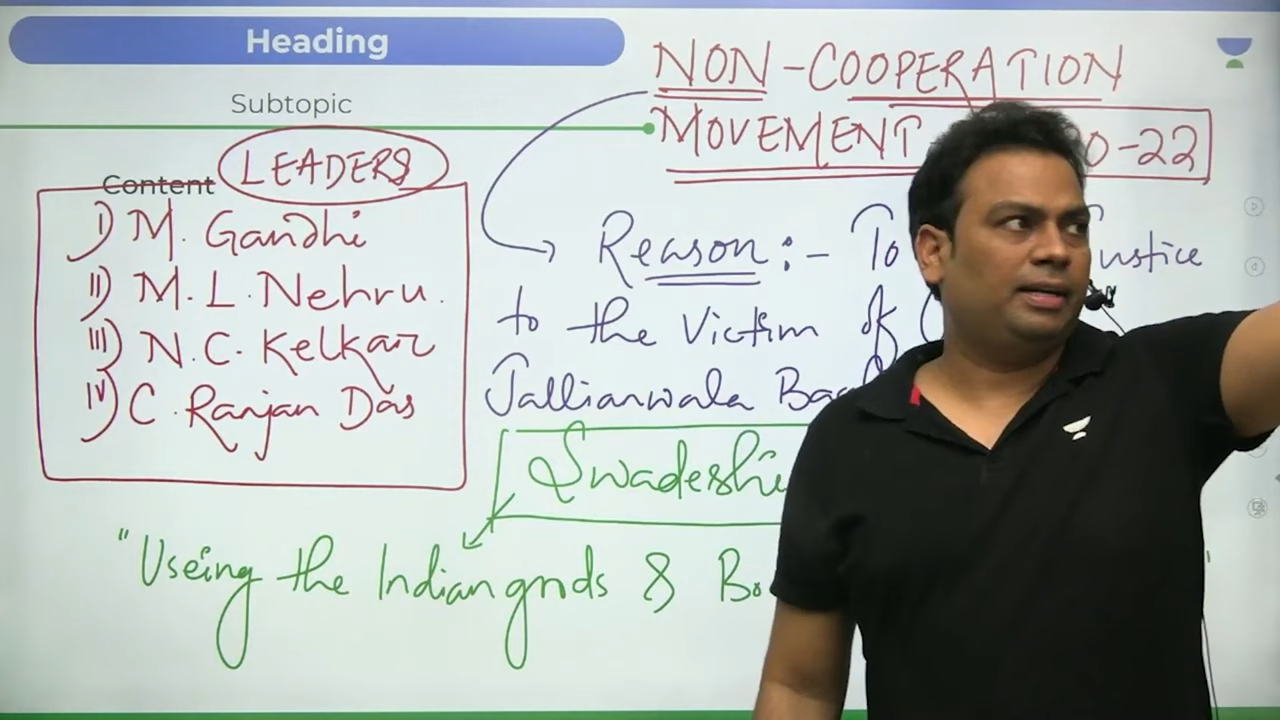 Heading
Subtopic
Content
LEADERS
I) M. Gandhi
II) M. L. Nehru.
III) N. C. Kelkar
IV) C. Ranjan Das
NON-COOPERATION
MOVEMENT 0-22
Reason :- To
to the Victim of
Jallianwala
Swadeshi
"Useing the Indian goods &